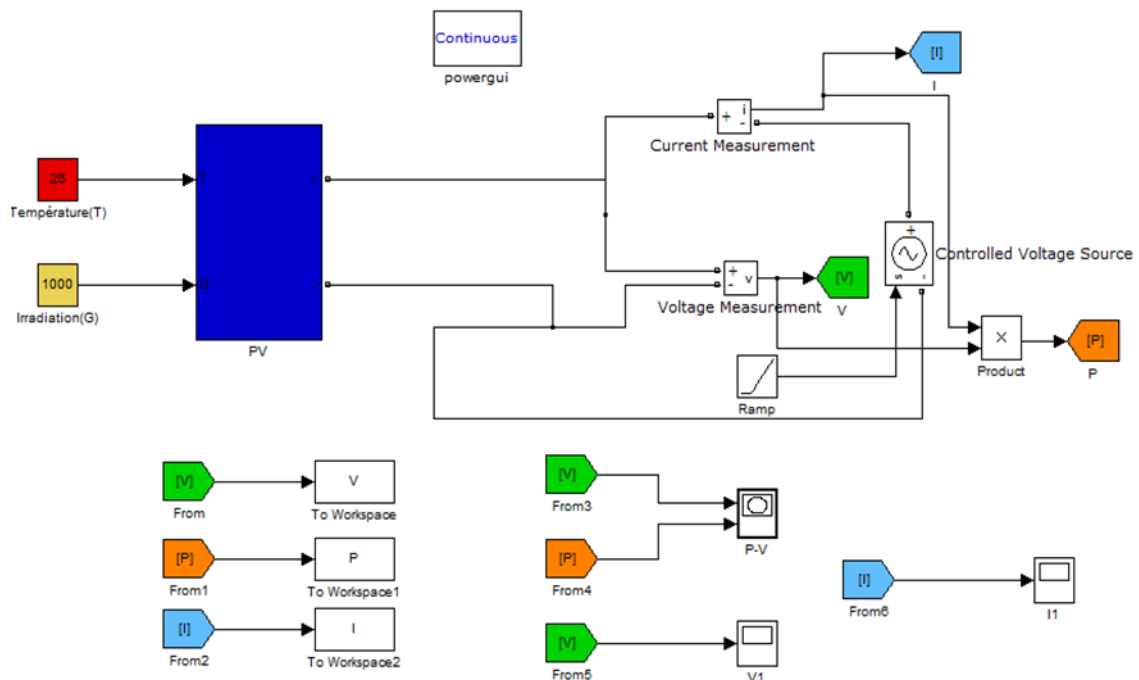 Continuous
powergui
[I]
I
+ i
-
Current Measurement
25
T
+
Température(T)
+
Controlled Voltage Source
s -
1000
G
-
Irradiation(G)
PV
+
-
v
[V]
Voltage Measurement
V
×
[P]
Product
P
Ramp
[V]
V
From
To Workspace
[V]
From3
P-V
[P]
P
From1
To Workspace1
[P]
From4
[I]
From6
I1
[I]
I
From2
To Workspace2
[V]
From5
V1